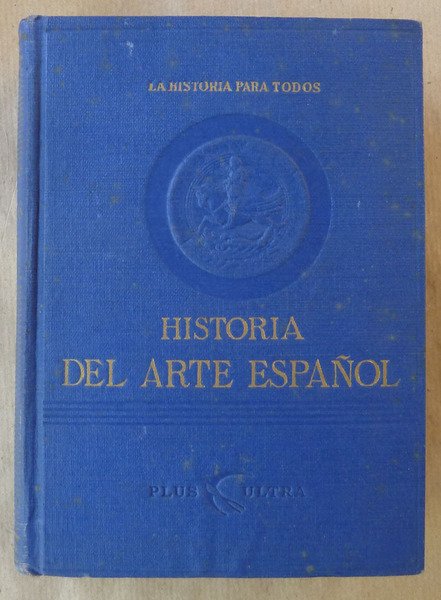 LA HISTORIA PARA TODOS
HISTORIA
DEL ARTE ESPAÑOL
PLUS ULTRA